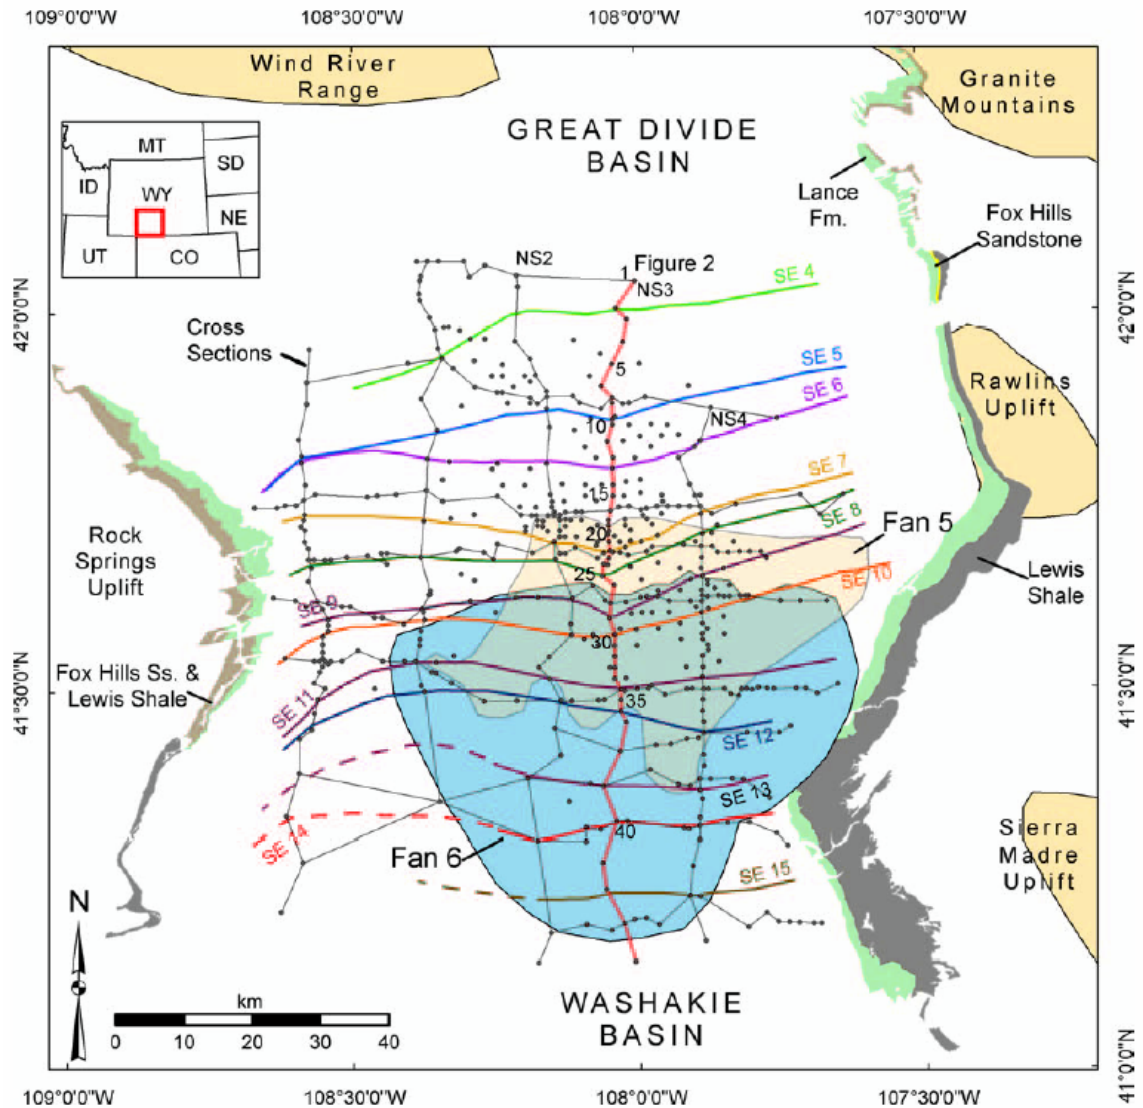 109°0'0"W
108°30'0"W
108°0'0"W
107°30'0"W
Wind River
Range
Granite
Mountains
GREAT DIVIDE
BASIN
MT
SD
ID
WY
NE
UT
CO
Lance
Fm.
Fox Hills
Sandstone
NS2
1
Figure 2
NS3
SE 4
42°0'0"N
42°0'0"N
Cross
Sections
5
SE 5
SE 6
Rawlins
Uplift
10
NS4
SE 7
15
SE 8
Fan 5
20
Rock
Springs
Uplift
25
SE 10
Lewis
Shale
SE 9
30
Fox Hills Ss. &
Lewis Shale
41°30'0"N
41°30'0"N
SE 11
35
SE 12
SE 13
SE 14
40
Fan 6
Sierra
Madre
Uplift
SE 15
N
km
0
10
20
30
40
WASHAKIE
BASIN
41°0'0"N
109°0'0"W
108°30'0"W
108°0'0"W
107°30'0"W